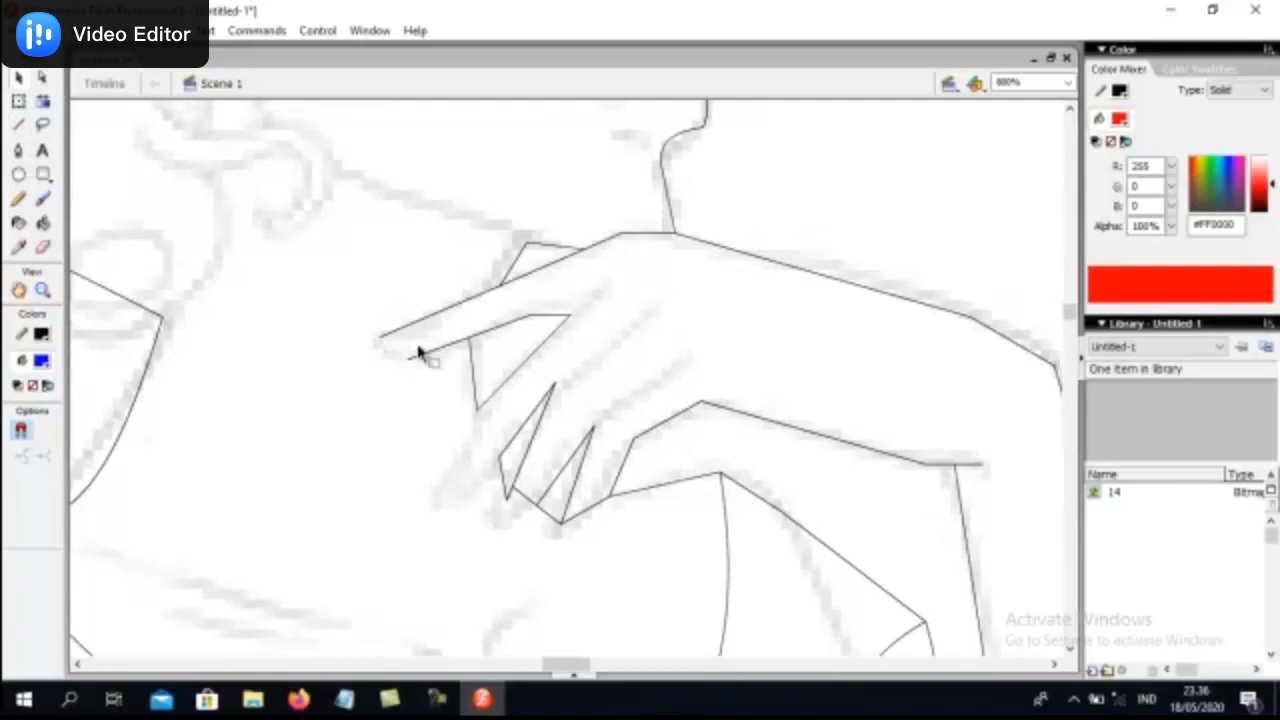 Video Editor
Untitled-1*]
Commands Control Window Help
Timeline
Scene 1
800%
Color
Color Mixer Color Swatches
Type: Solid
R: 255
G: 0
B: 0
Alpha: 100% #FF0000
View
Colors
Options
Library - Untitled-1
Untitled-1
One item in library
Name Type
14 Bitma
Activate Windows
Go to Settings to activate Windows.
IND
23.36
18/05/2020